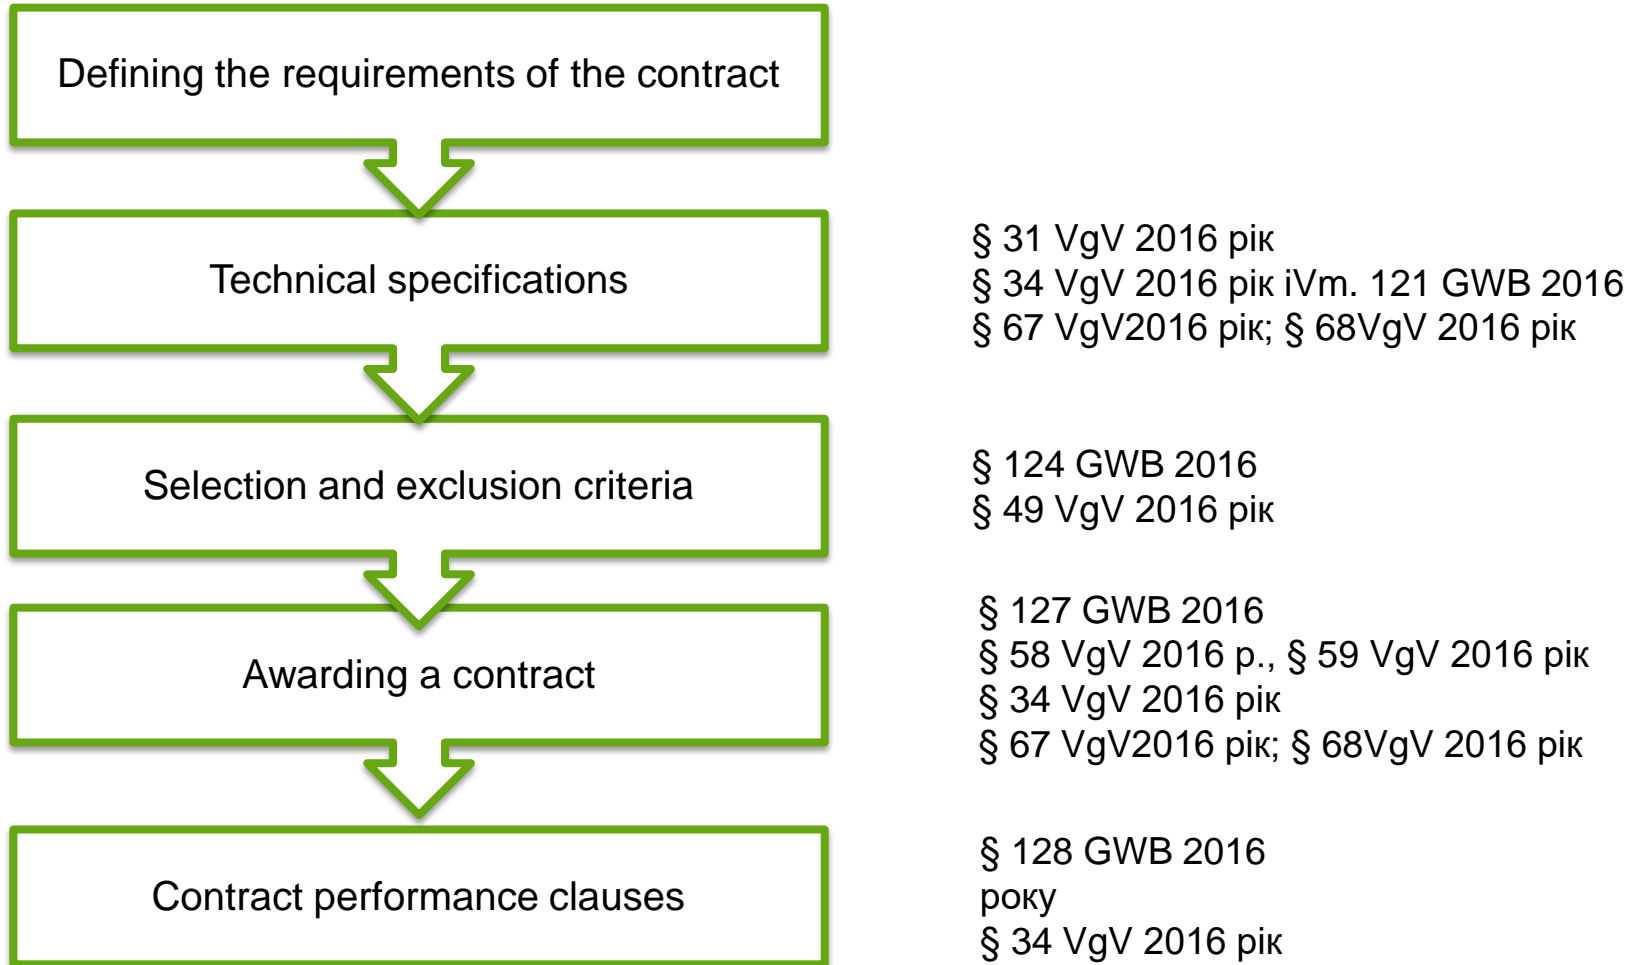 Defining the requirements of the contract
Technical specifications
§ 31 VgV 2016 рік
§ 34 VgV 2016 рік iVm. 121 GWB 2016
§ 67 VgV2016 рік; § 68VgV 2016 рік
Selection and exclusion criteria
§ 124 GWB 2016
§ 49 VgV 2016 рік
Awarding a contract
§ 127 GWB 2016
§ 58 VgV 2016 р., § 59 VgV 2016 рік
§ 34 VgV 2016 рік
§ 67 VgV2016 рік; § 68VgV 2016 рік
Contract performance clauses
§ 128 GWB 2016
року
§ 34 VgV 2016 рік